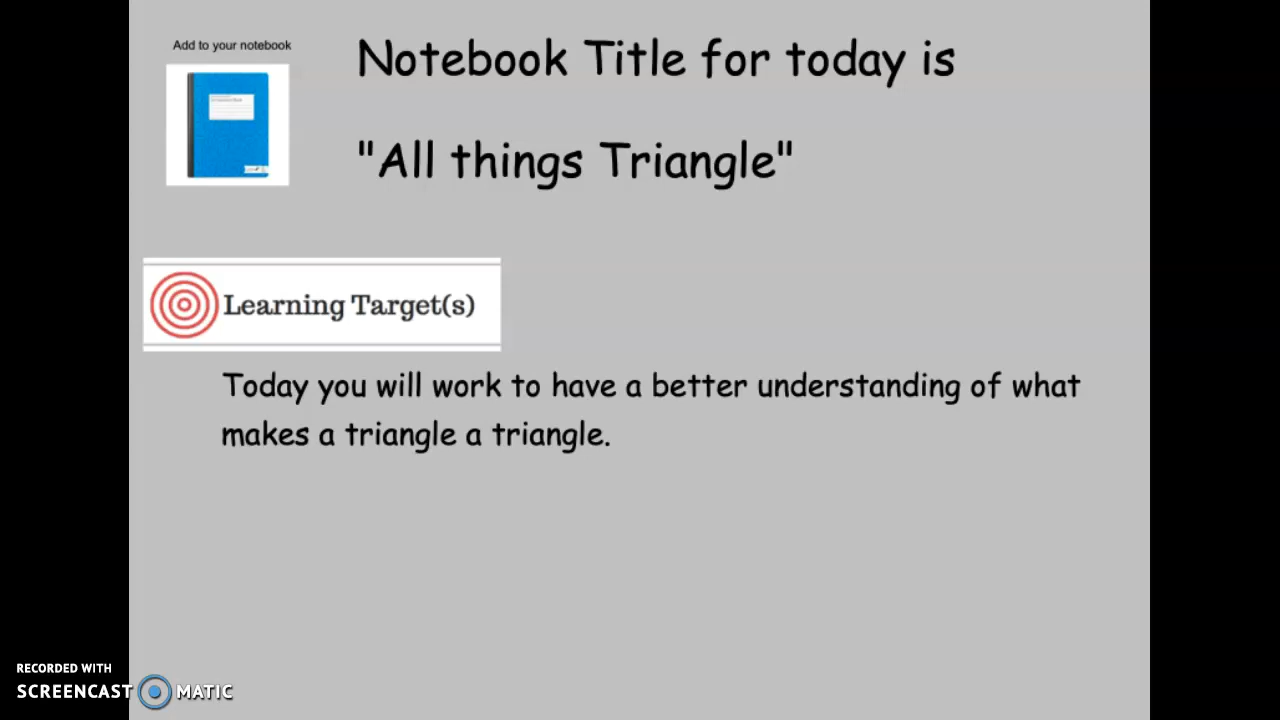 Add to your notebook
Notebook Title for today is
"All things Triangle"
Learning Target(s)
Today you will work to have a better understanding of what
makes a triangle a triangle.
RECORDED WITH
SCREENCAST MATIC